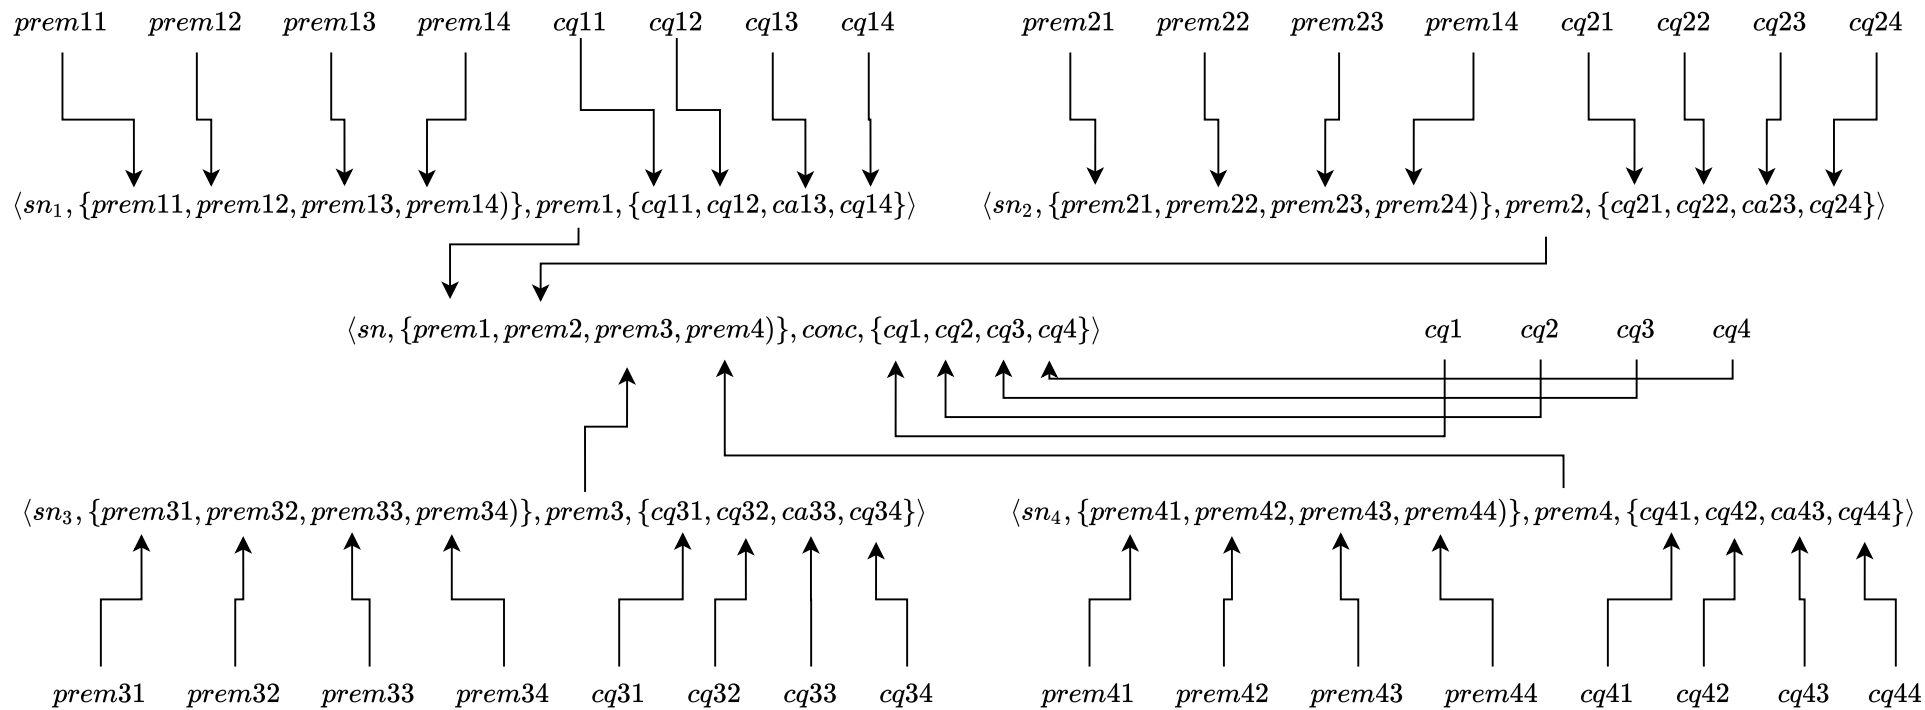 prem11 prem12 prem13 prem14 cq11 cq12 cq13 cq14 prem21 prem22 prem23 prem14 cq21 cq22 cq23 cq24
⟨sn₁, {prem11, prem12, prem13, prem14)}, prem1, {cq11, cq12, ca13, cq14}⟩ ⟨sn₂, {prem21, prem22, prem23, prem24)}, prem2, {cq21, cq22, ca23, cq24}⟩
⟨sn, {prem1, prem2, prem3, prem4)}, conc, {cq1, cq2, cq3, cq4}⟩ cq1 cq2 cq3 cq4
⟨sn₃, {prem31, prem32, prem33, prem34)}, prem3, {cq31, cq32, ca33, cq34}⟩ ⟨sn₄, {prem41, prem42, prem43, prem44)}, prem4, {cq41, cq42, ca43, cq44}⟩
prem31 prem32 prem33 prem34 cq31 cq32 cq33 cq34 prem41 prem42 prem43 prem44 cq41 cq42 cq43 cq44